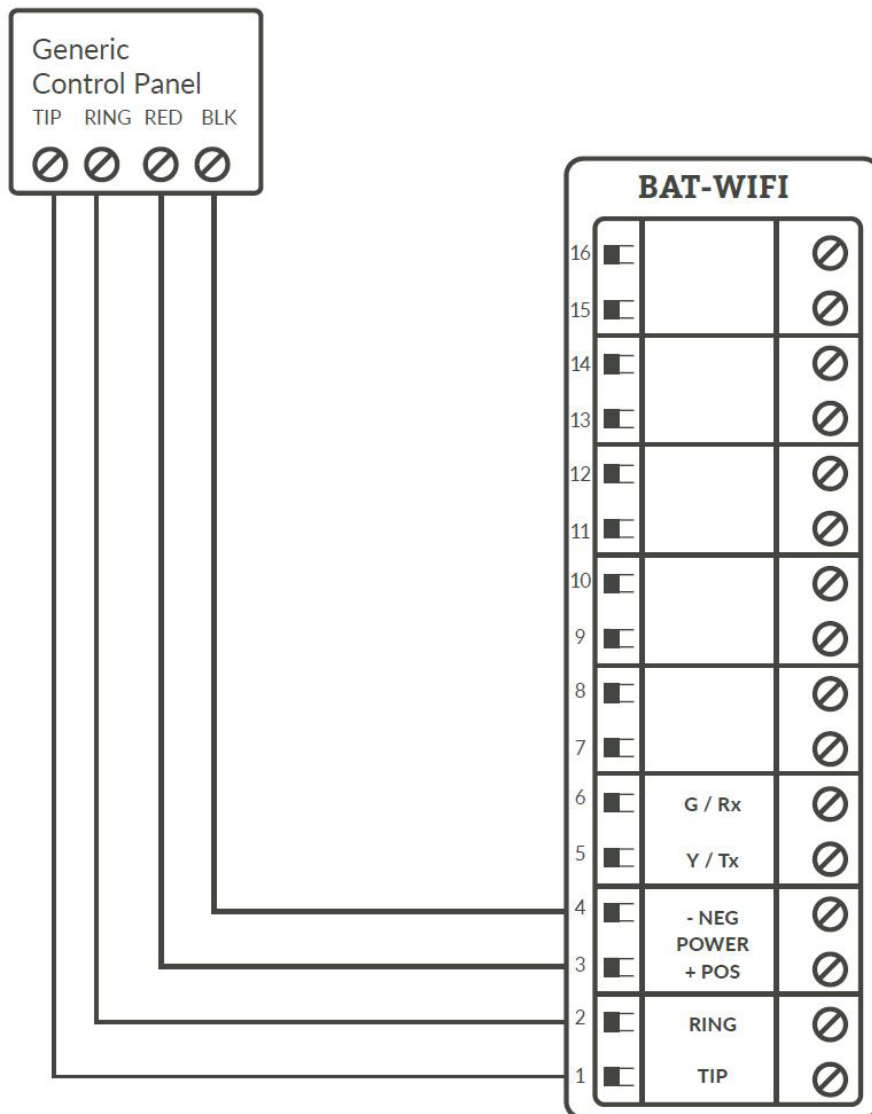 Generic
Control Panel
TIP RING RED BLK
BAT-WIFI
16
15
14
13
12
11
10
9
8
7
6 G / Rx
5 Y / Tx
4 - NEG
POWER
3 + POS
2 RING
1 TIP